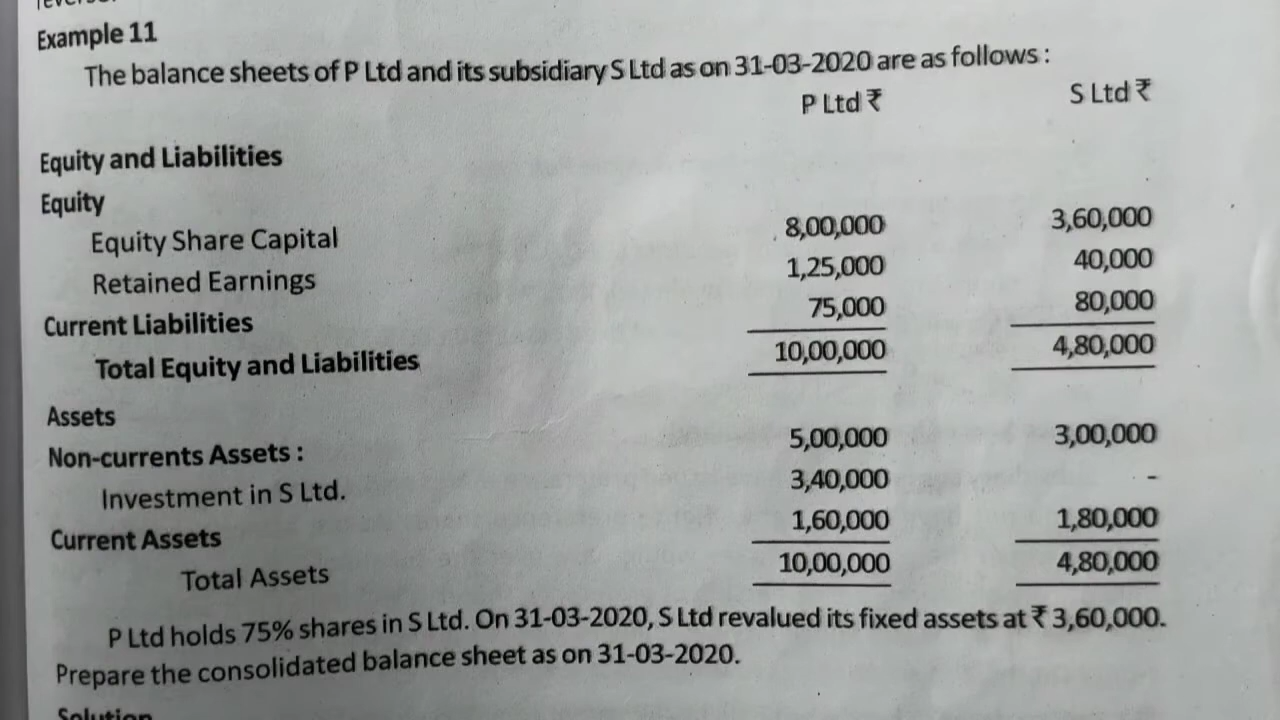 Example 11
The balance sheets of P Ltd and its subsidiary S Ltd as on 31-03-2020 are as follows :
P Ltd ₹ S Ltd ₹
Equity and Liabilities
Equity
Equity Share Capital 8,00,000 3,60,000
Retained Earnings 1,25,000 40,000
Current Liabilities 75,000 80,000
Total Equity and Liabilities 10,00,000 4,80,000
Assets
Non-currents Assets : 5,00,000 3,00,000
Investment in S Ltd. 3,40,000 -
Current Assets 1,60,000 1,80,000
Total Assets 10,00,000 4,80,000
P Ltd holds 75% shares in S Ltd. On 31-03-2020, S Ltd revalued its fixed assets at ₹ 3,60,000.
Prepare the consolidated balance sheet as on 31-03-2020.
Solution